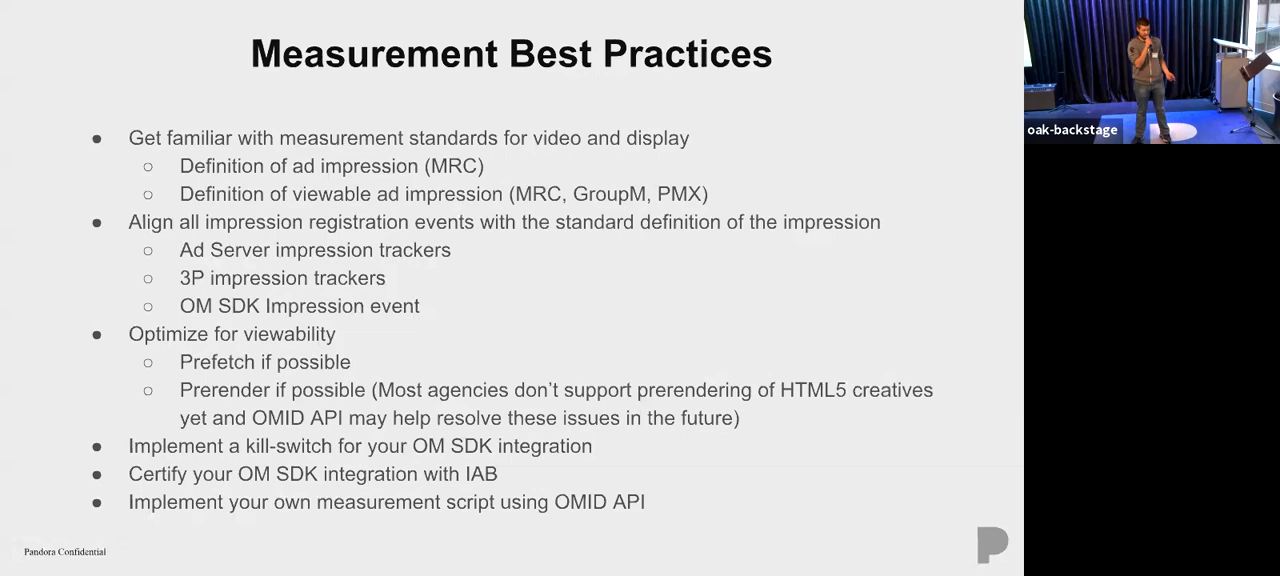 Measurement Best Practices
● Get familiar with measurement standards for video and display
○ Definition of ad impression (MRC)
○ Definition of viewable ad impression (MRC, GroupM, PMX)
● Align all impression registration events with the standard definition of the impression
○ Ad Server impression trackers
○ 3P impression trackers
○ OM SDK Impression event
● Optimize for viewability
○ Prefetch if possible
○ Prerender if possible (Most agencies don’t support prerendering of HTML5 creatives
yet and OMID API may help resolve these issues in the future)
● Implement a kill-switch for your OM SDK integration
● Certify your OM SDK integration with IAB
● Implement your own measurement script using OMID API
Pandora Confidential
oak-backstage